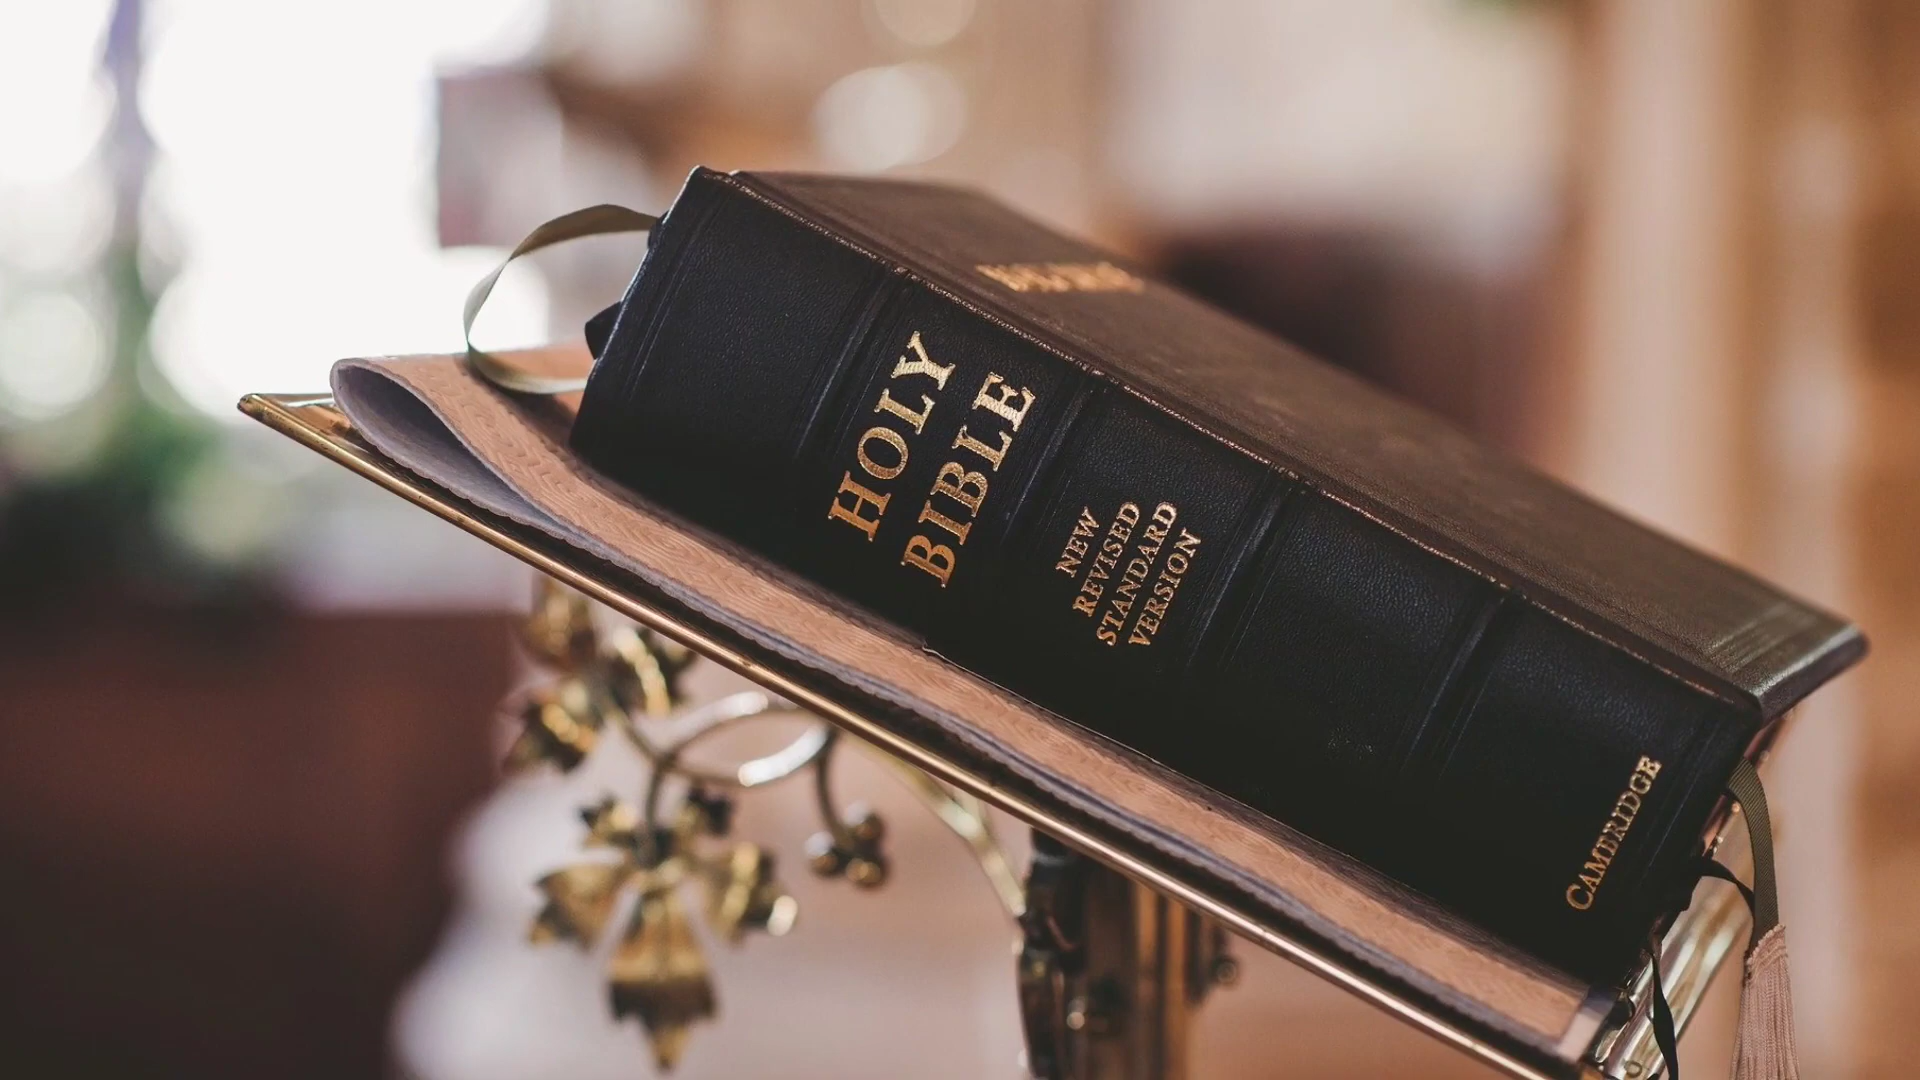 HOLY
BIBLE
NEW
REVISED
STANDARD
VERSION
CAMBRIDGE